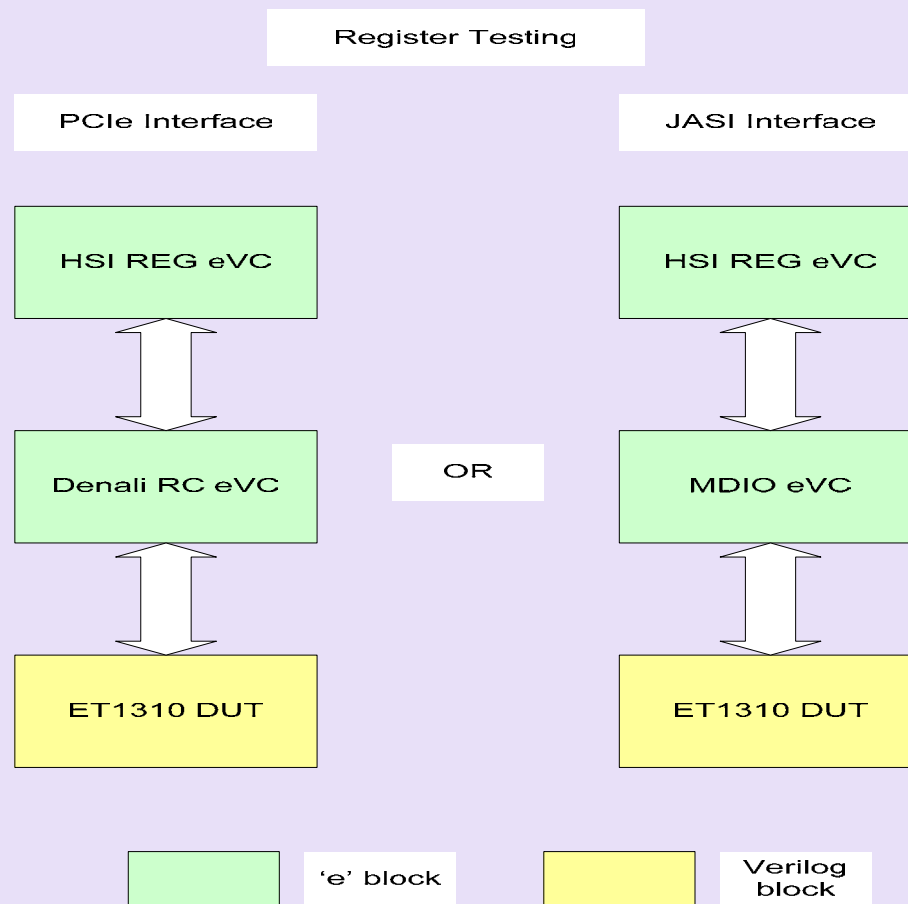 Register Testing
PCIe Interface
JASI Interface
HSI REG eVC
HSI REG eVC
Denali RC eVC
OR
MDIO eVC
ET1310 DUT
ET1310 DUT
‘e’ block
Verilog
block